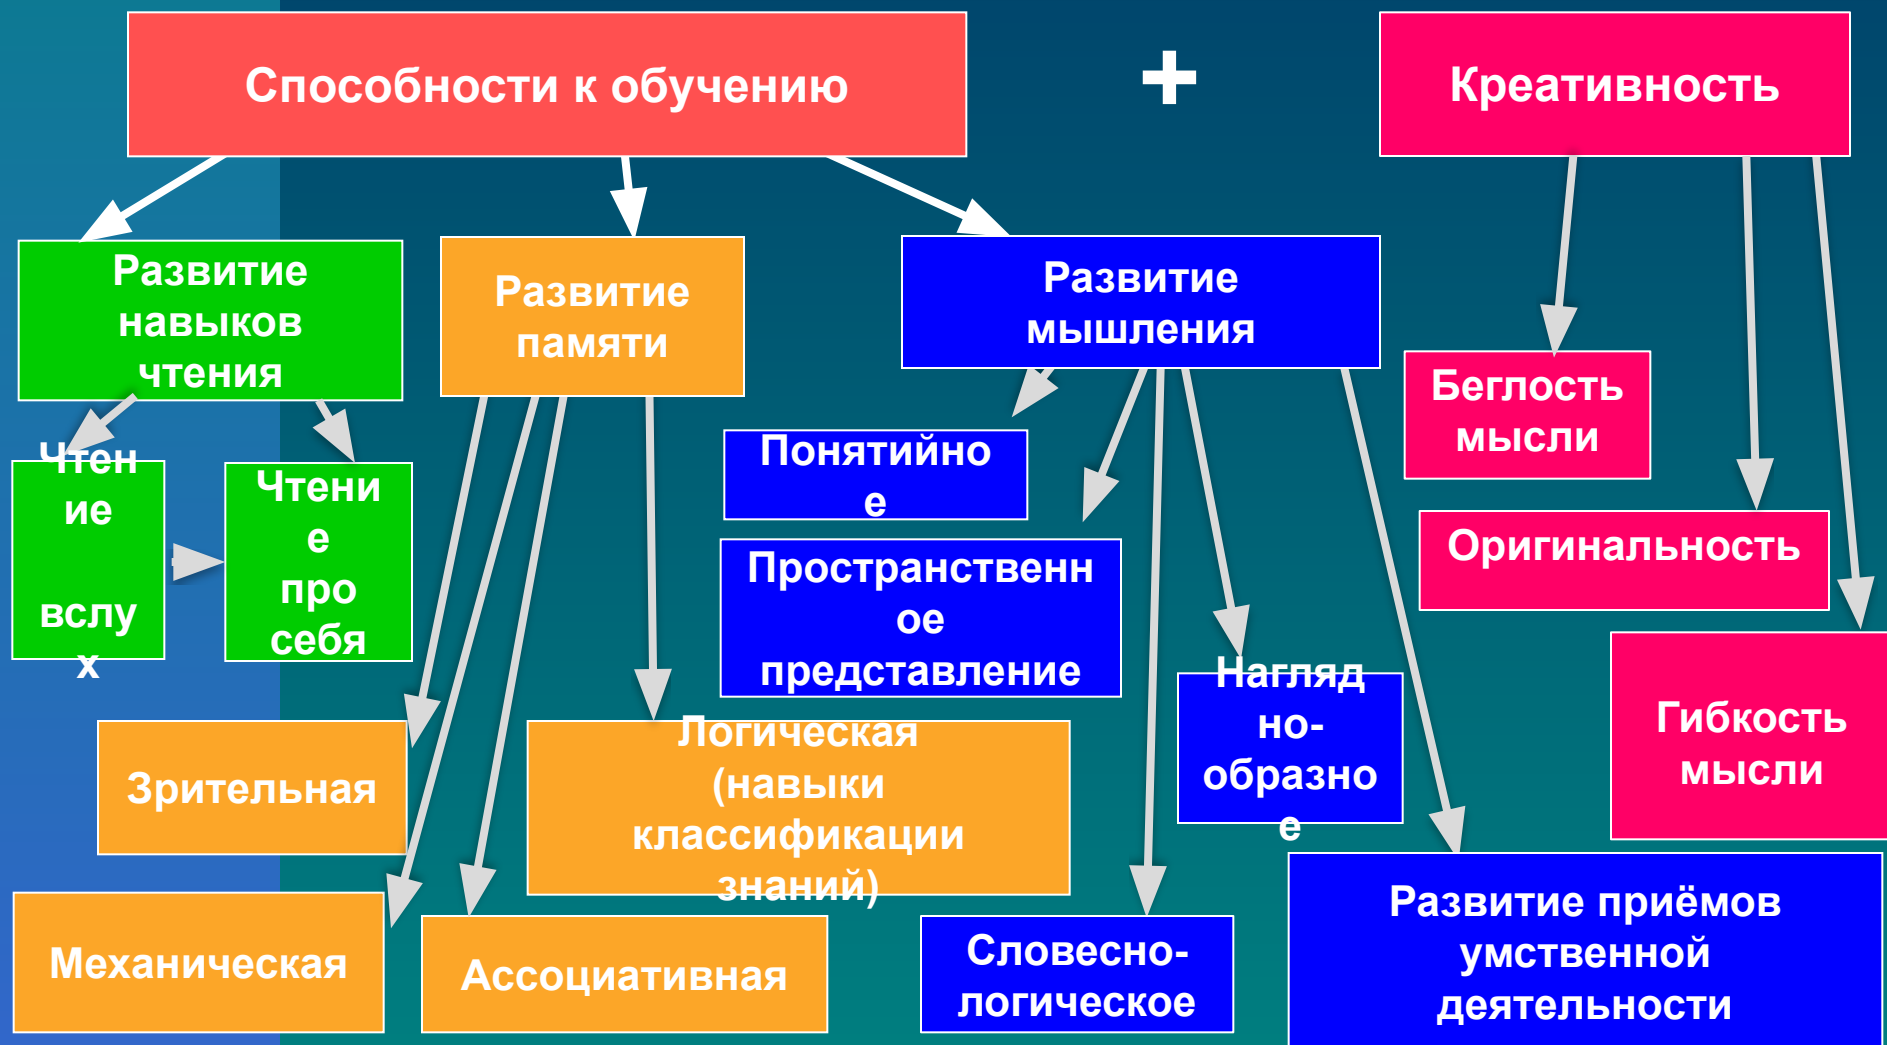 Способности к обучению
+
Креативность
Развитие
навыков
чтения
Развитие
памяти
Развитие
мышления
Беглость
мысли
Чтен
ие
вслу
х
Чтени
е
про
себя
Понятийно
е
Оригинальность
Пространственн
ое
представление
Нагляд
но-
образно
е
Гибкость
мысли
Зрительная
Логическая
(навыки
классификации
знаний)
Механическая
Ассоциативная
Словесно-
логическое
Развитие приёмов
умственной
деятельности